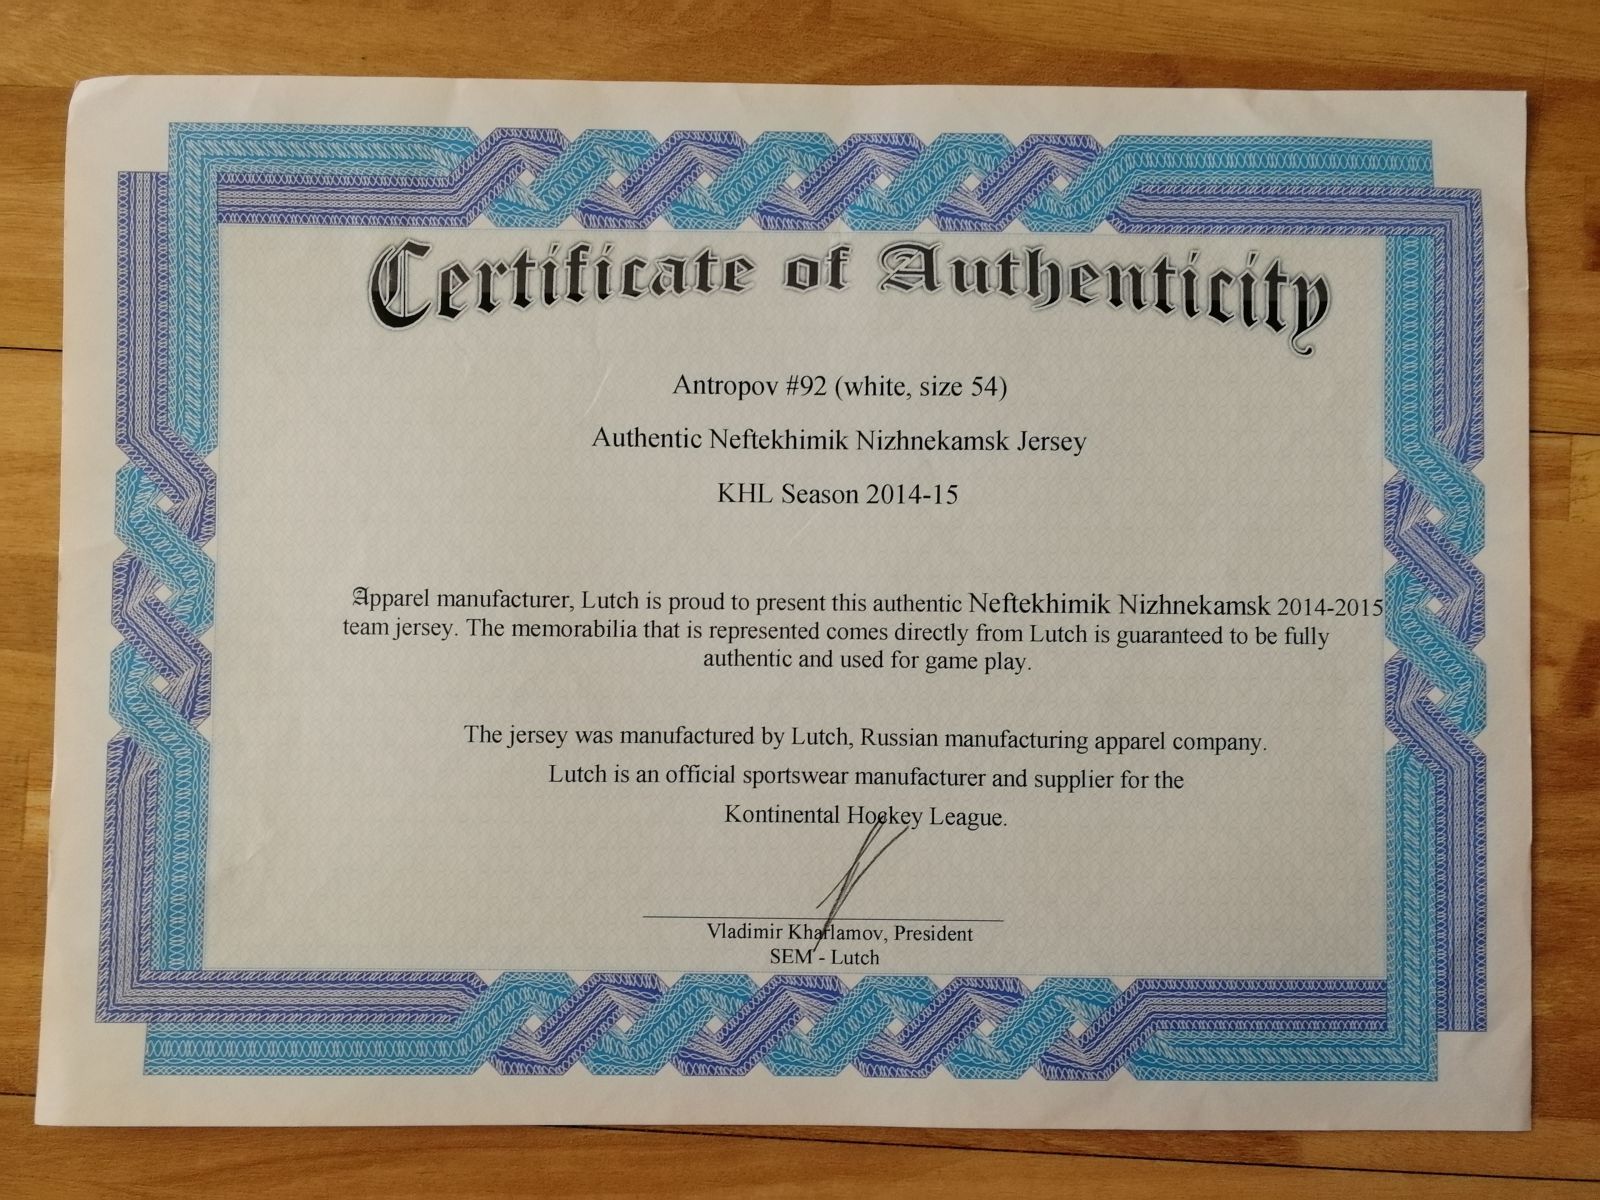 Certificate of Authenticity
Antropov #92 (white, size 54)
Authentic Neftekhimik Nizhnekamsk Jersey
KHL Season 2014-15
Apparel manufacturer, Lutch is proud to present this authentic Neftekhimik Nizhnekamsk 2014-2015
team jersey. The memorabilia that is represented comes directly from Lutch is guaranteed to be fully
authentic and used for game play.
The jersey was manufactured by Lutch, Russian manufacturing apparel company.
Lutch is an official sportswear manufacturer and supplier for the
Kontinental Hockey League.
Vladimir Kharlamov, President
SEM - Lutch